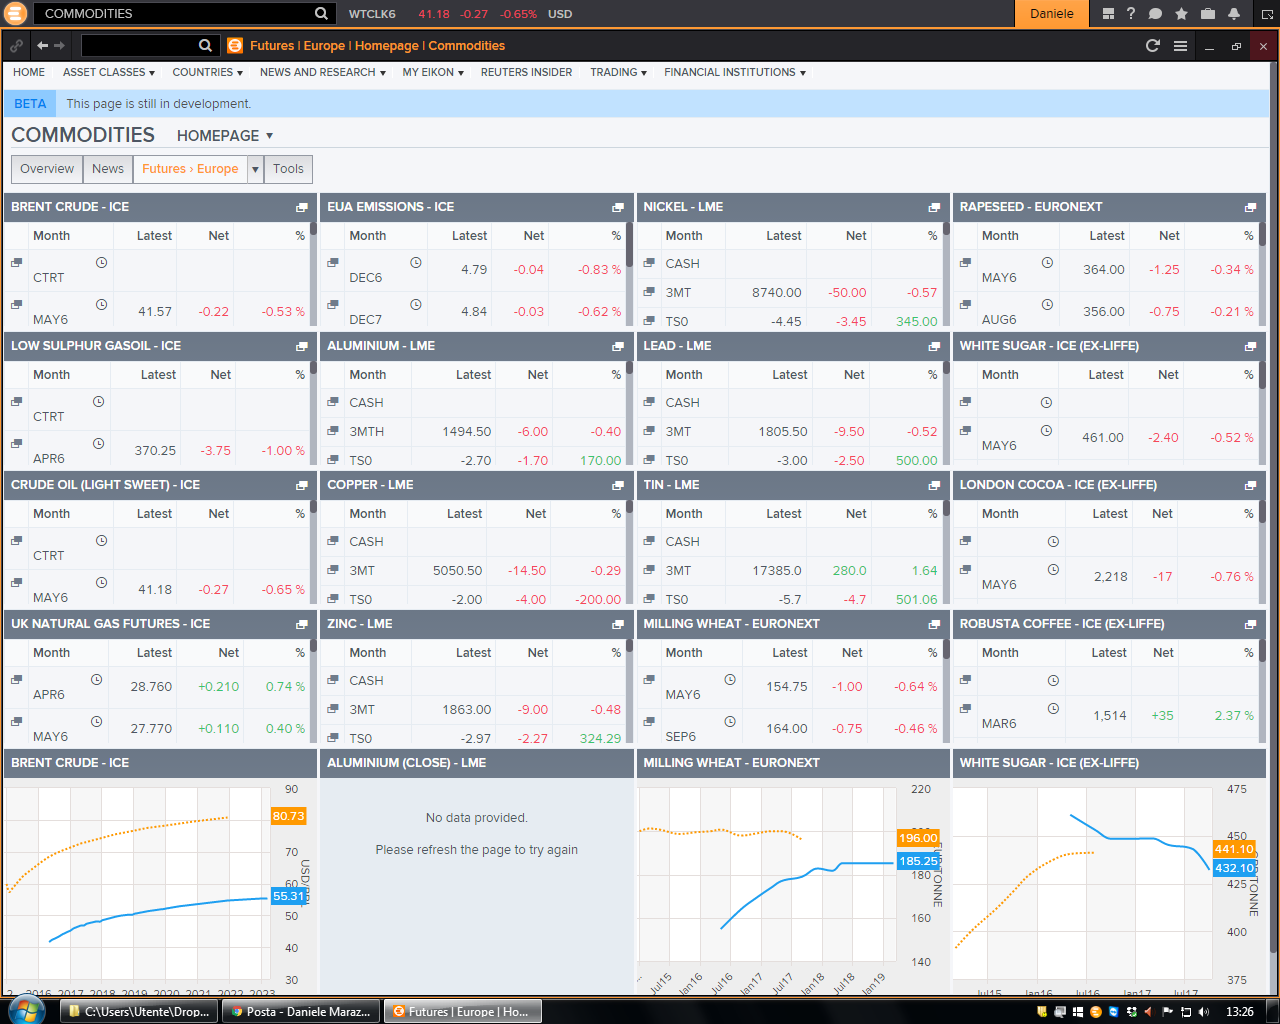 COMMODITIES WTCLK6 41.18 -0.27 -0.65% USD Daniele
Futures | Europe | Homepage | Commodities
HOME ASSET CLASSES COUNTRIES NEWS AND RESEARCH MY EIKON REUTERS INSIDER TRADING FINANCIAL INSTITUTIONS
BETA This page is still in development.
COMMODITIES HOMEPAGE
Overview News Futures › Europe Tools
BRENT CRUDE - ICE
Month Latest Net %
CTRT
MAY6 41.57 -0.22 -0.53 %
EUA EMISSIONS - ICE
Month Latest Net %
DEC6 4.79 -0.04 -0.83 %
DEC7 4.84 -0.03 -0.62 %
NICKEL - LME
Month Latest Net %
CASH
3MT 8740.00 -50.00 -0.57
TS0 -4.45 -3.45 345.00
RAPESEED - EURONEXT
Month Latest Net %
MAY6 364.00 -1.25 -0.34 %
AUG6 356.00 -0.75 -0.21 %
LOW SULPHUR GASOIL - ICE
Month Latest Net %
CTRT
APR6 370.25 -3.75 -1.00 %
ALUMINIUM - LME
Month Latest Net %
CASH
3MTH 1494.50 -6.00 -0.40
TS0 -2.70 -1.70 170.00
LEAD - LME
Month Latest Net %
CASH
3MT 1805.50 -9.50 -0.52
TS0 -3.00 -2.50 500.00
WHITE SUGAR - ICE (EX-LIFFE)
Month Latest Net %
MAY6 461.00 -2.40 -0.52 %
CRUDE OIL (LIGHT SWEET) - ICE
Month Latest Net %
CTRT
MAY6 41.18 -0.27 -0.65 %
COPPER - LME
Month Latest Net %
CASH
3MT 5050.50 -14.50 -0.29
TS0 -2.00 -4.00 -200.00
TIN - LME
Month Latest Net %
CASH
3MT 17385.0 280.0 1.64
TS0 -5.7 -4.7 501.06
LONDON COCOA - ICE (EX-LIFFE)
Month Latest Net %
MAY6 2,218 -17 -0.76 %
UK NATURAL GAS FUTURES - ICE
Month Latest Net %
APR6 28.760 +0.210 0.74 %
MAY6 27.770 +0.110 0.40 %
ZINC - LME
Month Latest Net %
CASH
3MT 1863.00 -9.00 -0.48
TS0 -2.97 -2.27 324.29
MILLING WHEAT - EURONEXT
Month Latest Net %
MAY6 154.75 -1.00 -0.64 %
SEP6 164.00 -0.75 -0.46 %
ROBUSTA COFFEE - ICE (EX-LIFFE)
Month Latest Net %
MAR6 1,514 +35 2.37 %
BRENT CRUDE - ICE
90
80.73
70
60
55.31
50
40
30
2.. 2016 2017 2018 2019 2020 2021 2022 2023
ALUMINIUM (CLOSE) - LME
No data provided.
Please refresh the page to try again
MILLING WHEAT - EURONEXT
220
196.00
185.25
180
160
140
TONNE
Jul15 Jan16 Jul16 Jan17 Jul17 Jan18 Jul18 Jan19
WHITE SUGAR - ICE (EX-LIFFE)
475
450
441.10
432.10
425
400
375
TONNE
Jul15 Jan16 Jul16 Jan17 Jul17
C:\Users\Utente\Drop... Posta - Daniele Maraz... Futures | Europe | Ho... 13:26